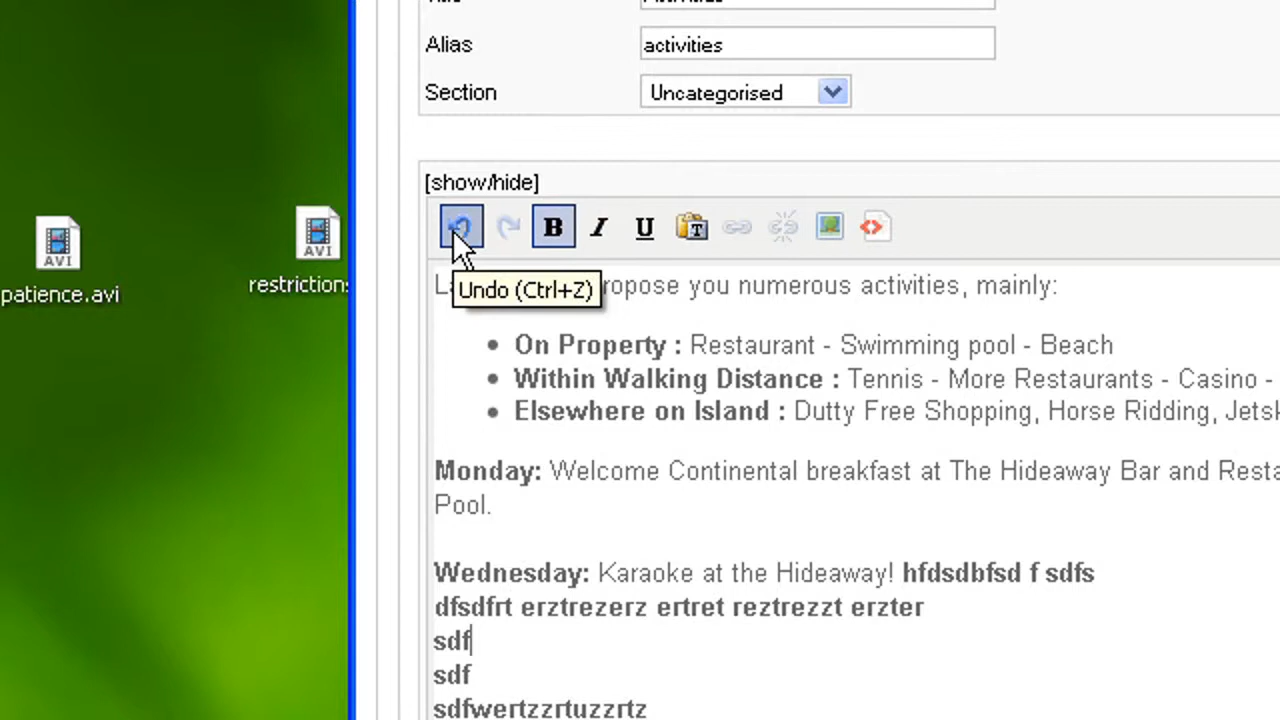 Alias
activities
Section
Uncategorised
[show/hide]
B I U T
Undo (Ctrl+Z)
ropose you numerous activities, mainly:
• On Property : Restaurant - Swimming pool - Beach
• Within Walking Distance : Tennis - More Restaurants - Casino -
• Elsewhere on Island : Dutty Free Shopping, Horse Ridding,
Monday: Welcome Continental breakfast at The Hideaway Bar and
Pool.
Wednesday: Karaoke at the Hideaway! hfdsdbfsd f sdfs
dfsdfrt erztrezerz ertret reztrezzt erzter
sdf
sdf
sdfwertzzrtuzzrtz
AVI
patience.avi
AVI
restrictions